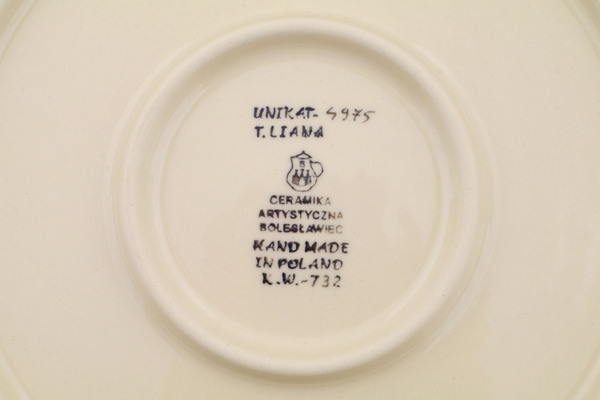 UNIKAT- 4975
T.LIANA
B
CERAMIKA
ARTYSTYCZNA
BOLESŁAWIEC
HAND MADE
IN POLAND
K.W.-732